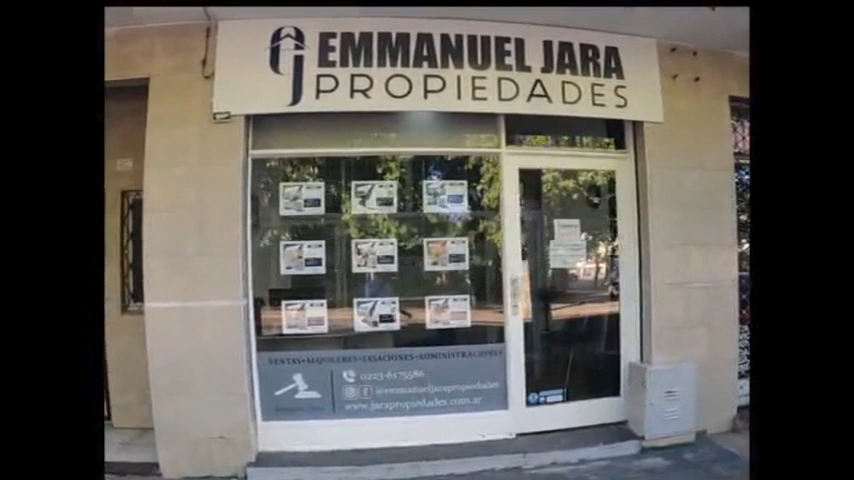 EMMANUEL JARA
PROPIEDADES
VENTAS•ALQUILERES•TASACIONES•ADMINISTRACIONES
0223-6175586
@emmanueljarapropiedades
www.jarapropiedades.com.ar